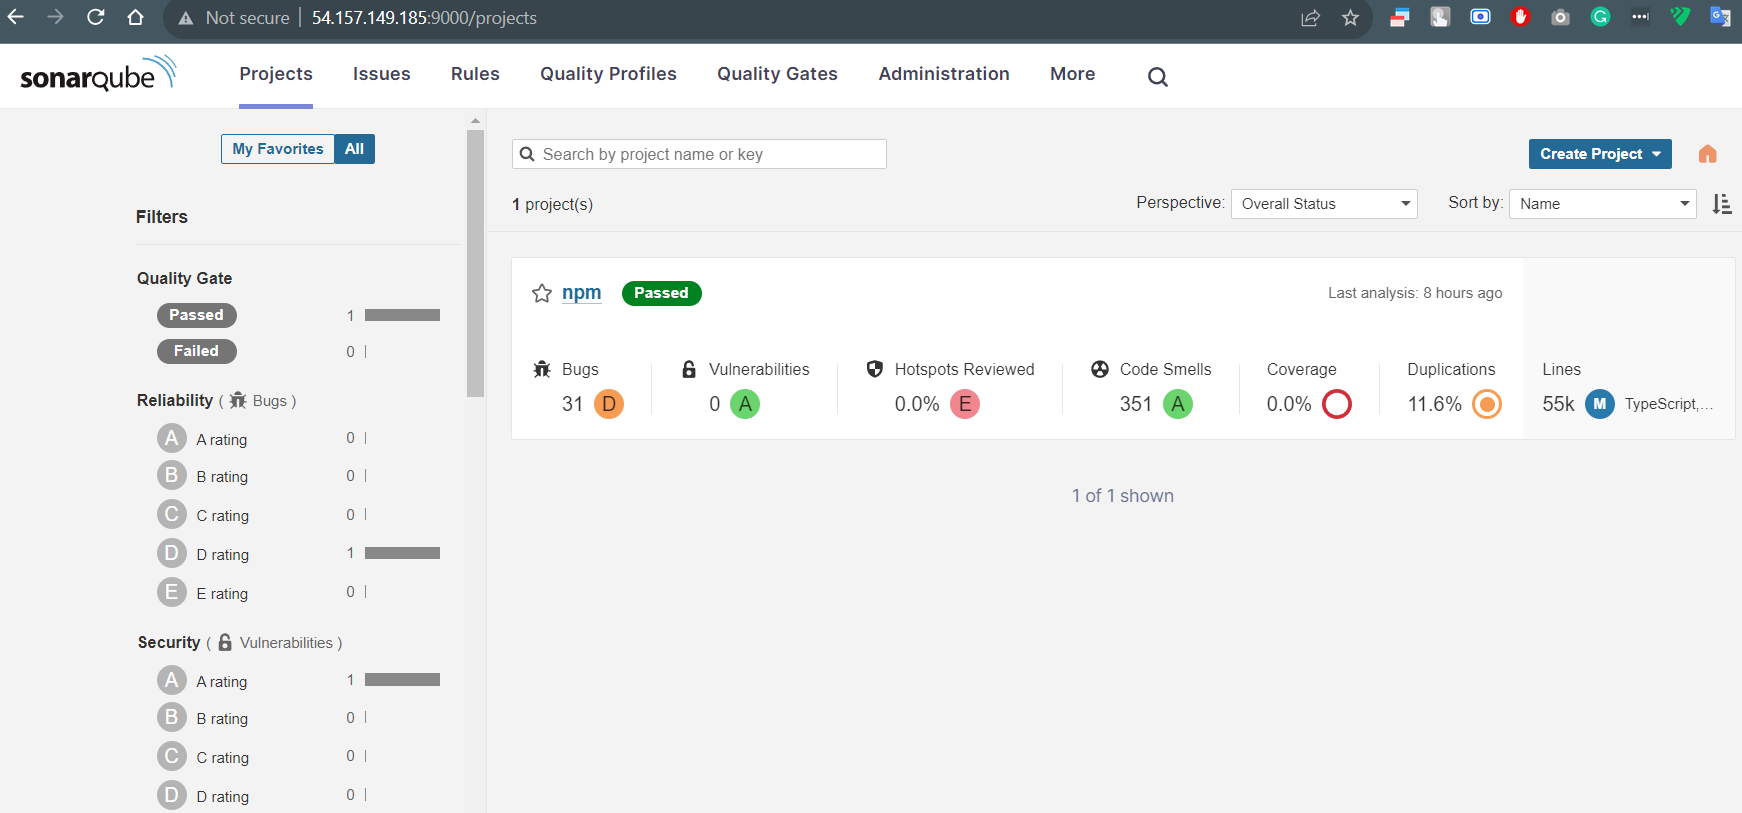 Not secure 54.157.149.185:9000/projects
sonarqube
Projects Issues Rules Quality Profiles Quality Gates Administration More
My Favorites All
Filters
Quality Gate
Passed 1
Failed 0
Reliability ( Bugs )
A A rating 0
B B rating 0
C C rating 0
D D rating 1
E E rating 0
Security ( Vulnerabilities )
A A rating 1
B B rating 0
C C rating 0
D D rating 0
Search by project name or key
Create Project
1 project(s)
Perspective: Overall Status
Sort by: Name
npm Passed
Last analysis: 8 hours ago
Bugs Vulnerabilities Hotspots Reviewed Code Smells Coverage Duplications Lines
31 D 0 A 0.0% E 351 A 0.0% 11.6% 55k M TypeScript,...
1 of 1 shown